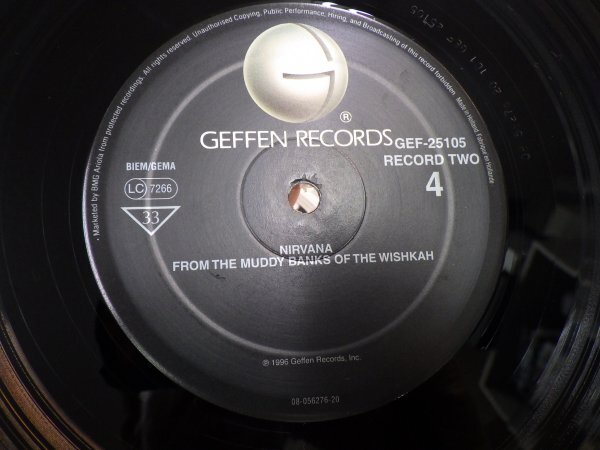 Marketed by BMG Ariola from protected recordings. All rights reserved. Unauthorised Copying, Public Performance, Hiring, and Broadcasting of this record forbidden. Made in Holland/Fabriqué en Hollande
G
®
GEFFEN RECORDS
GEF-25105
RECORD TWO
4
BIEM/GEMA
LC 7266
33
NIRVANA
FROM THE MUDDY BANKS OF THE WISHKAH
℗ 1996 Geffen Records, Inc.
08-056276-20